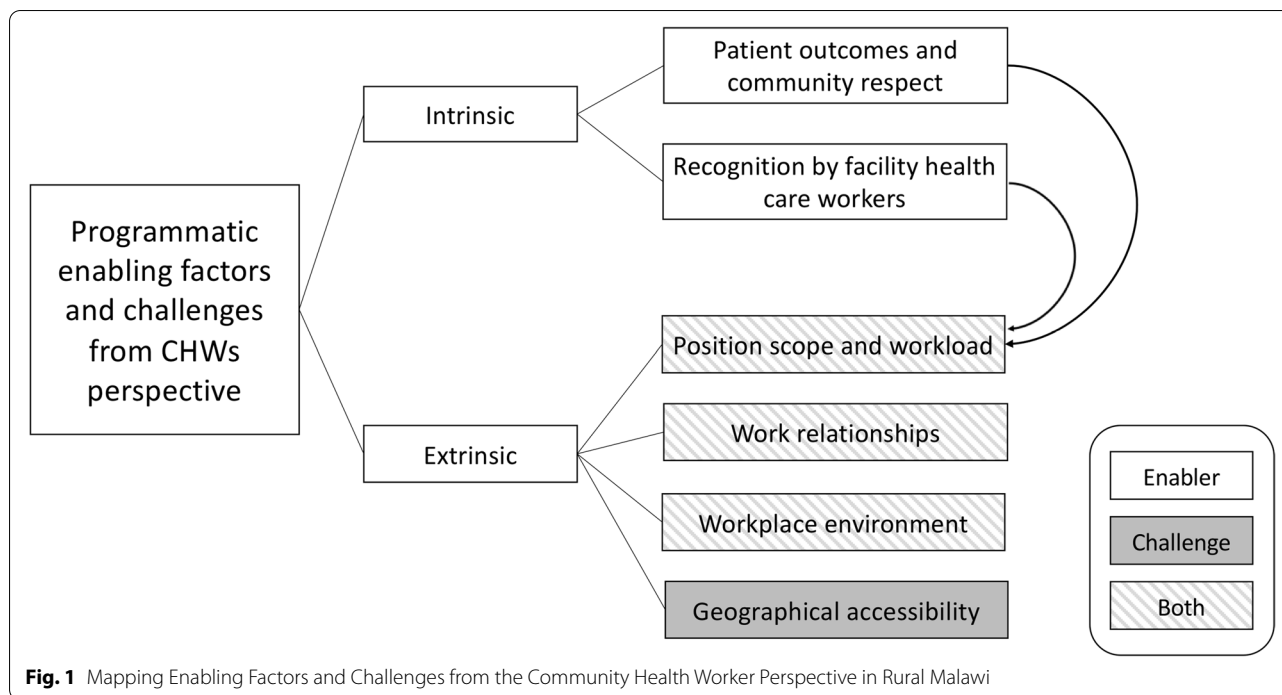 Programmatic
enabling factors
and challenges
from CHWs
perspective
Intrinsic
Extrinsic
Patient outcomes and
community respect
Recognition by facility health
care workers
Position scope and workload
Work relationships
Workplace environment
Geographical accessibility
Enabler
Challenge
Both
Fig. 1 Mapping Enabling Factors and Challenges from the Community Health Worker Perspective in Rural Malawi